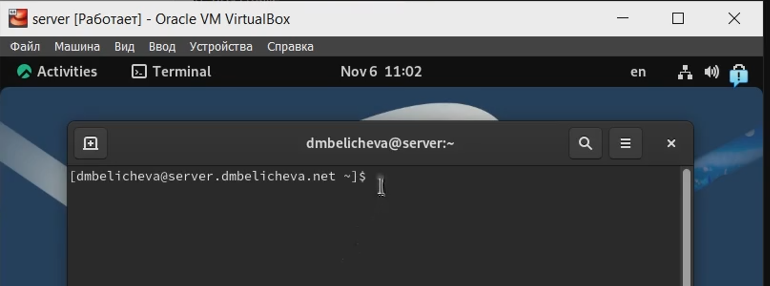 server [Работает] - Oracle VM VirtualBox
Файл Машина Вид Ввод Устройства Справка
Activities Terminal Nov 6 11:02 en
dmbelicheva@server:~
[dmbelicheva@server.dmbelicheva.net ~]$